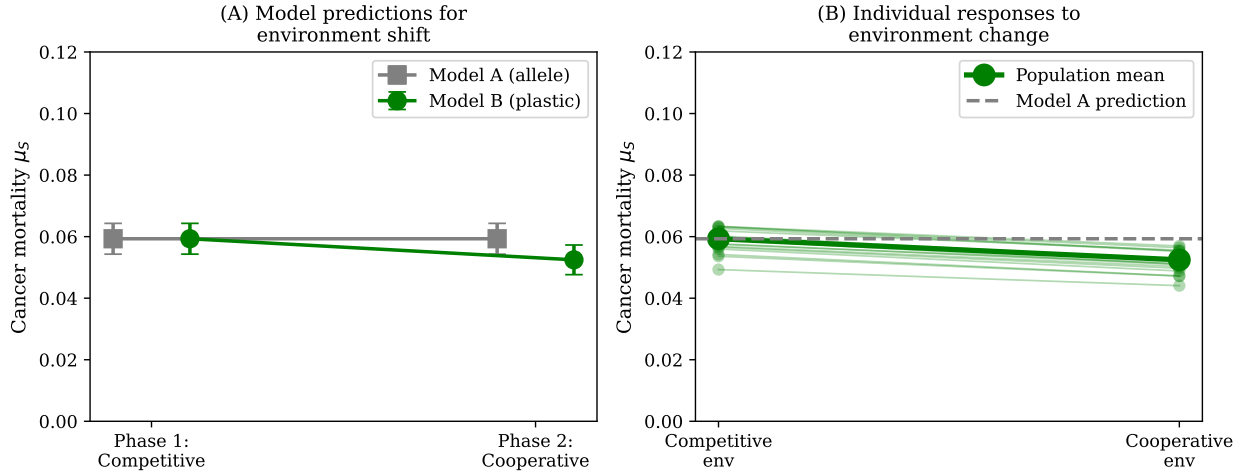 (A) Model predictions for
environment shift
Cancer mortality μS
0.12
0.10
0.08
0.06
0.04
0.02
0.00
Model A (allele)
Model B (plastic)
Phase 1:
Competitive
Phase 2:
Cooperative
(B) Individual responses to
environment change
Cancer mortality μS
0.12
0.10
0.08
0.06
0.04
0.02
0.00
Population mean
Model A prediction
Competitive
env
Cooperative
env